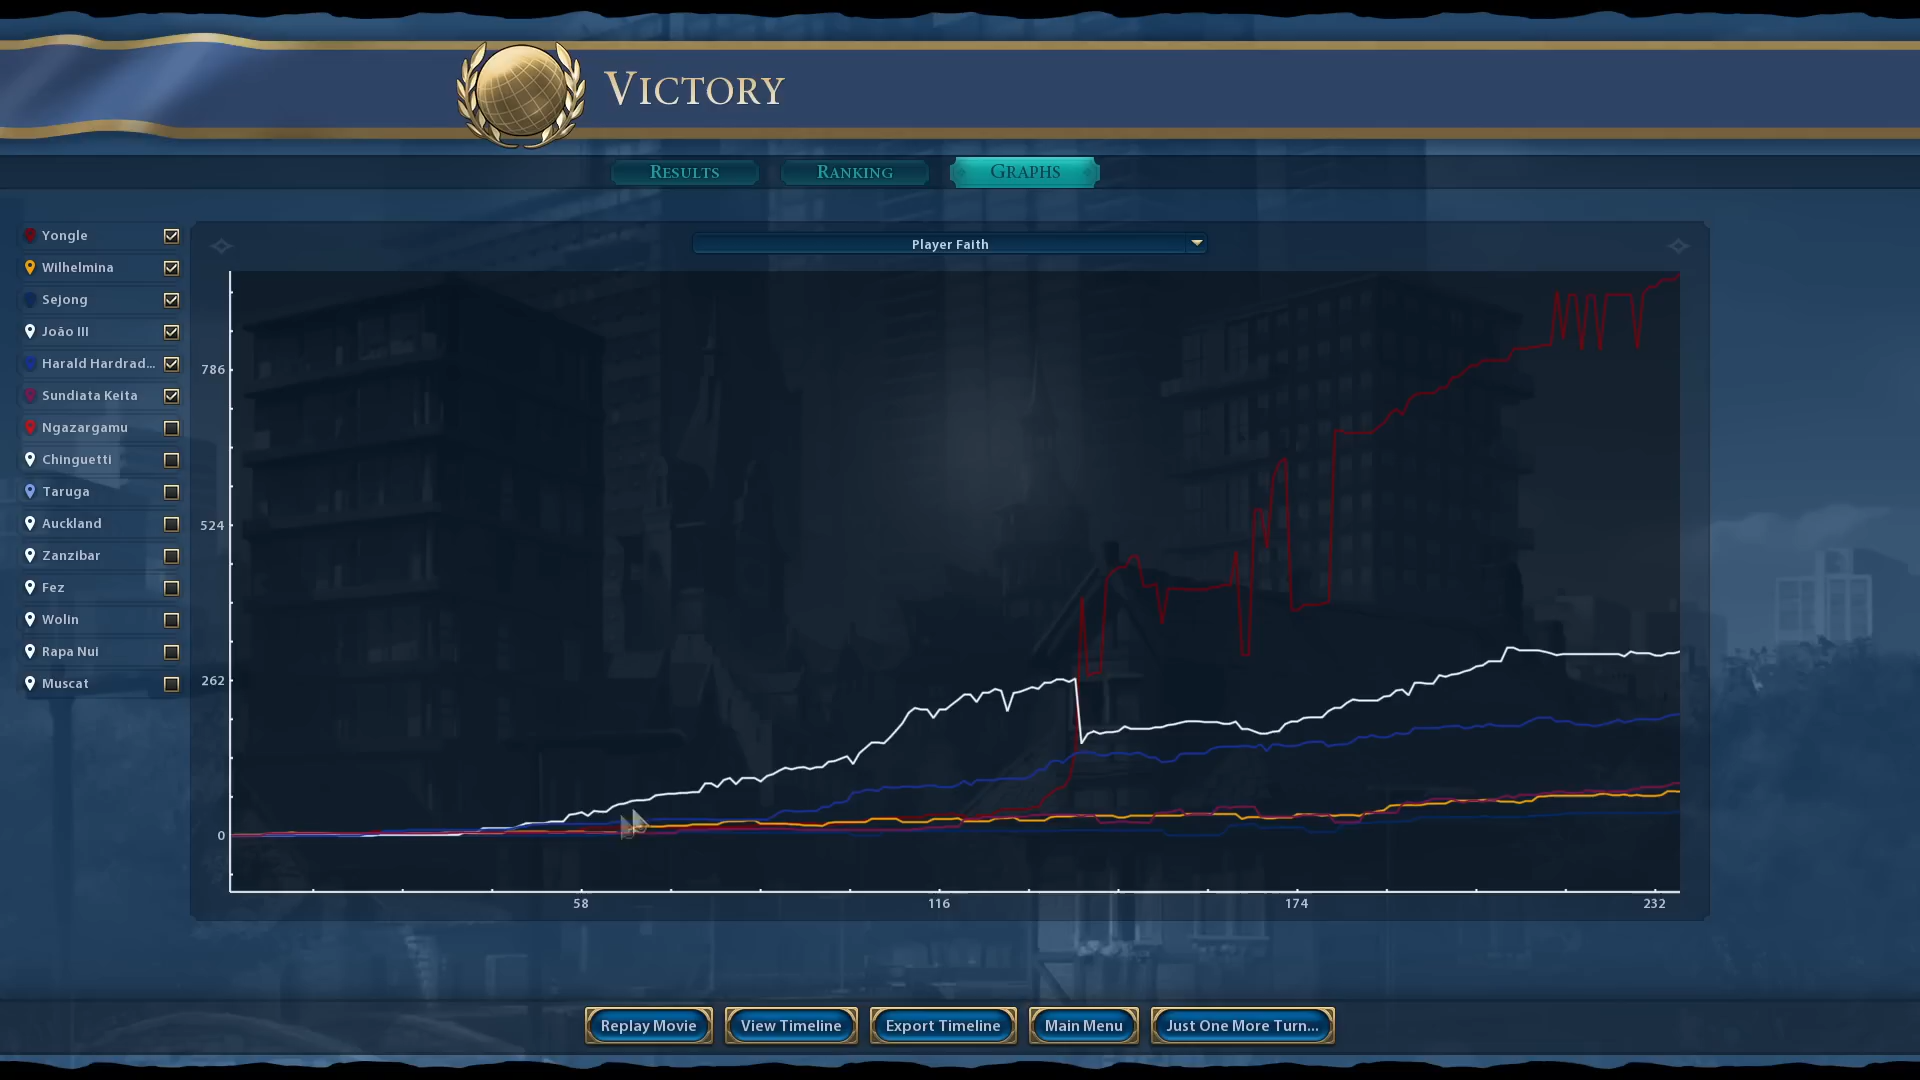 Victory
Results
Ranking
Graphs
Yongle
Wilhelmina
Sejong
João III
Harald Hardrad...
Sundiata Keita
Ngazargamu
Chinguetti
Taruga
Auckland
Zanzibar
Fez
Wolin
Rapa Nui
Muscat
Player Faith
786
524
262
0
58
116
174
232
Replay Movie
View Timeline
Export Timeline
Main Menu
Just One More Turn...